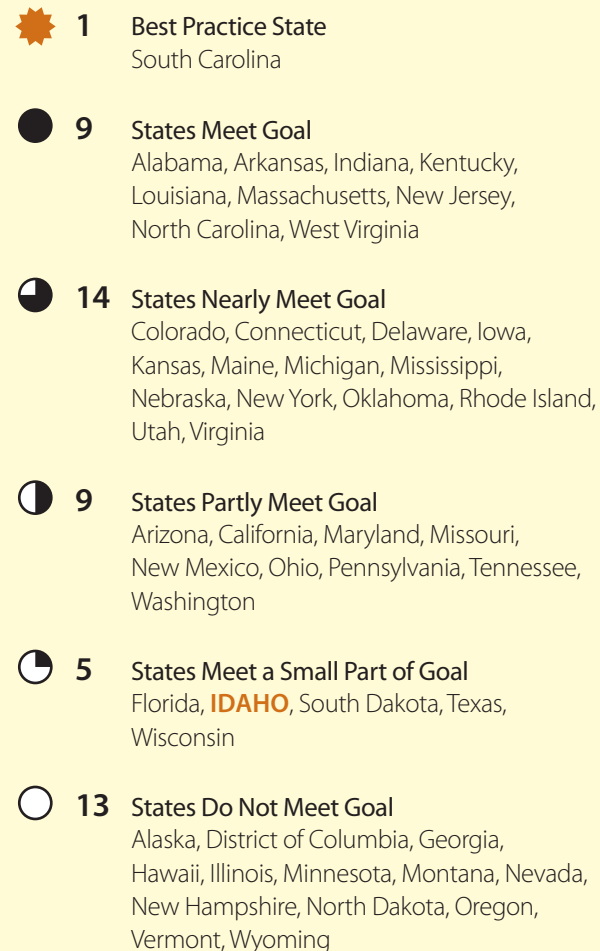 1 Best Practice State
South Carolina
9 States Meet Goal
Alabama, Arkansas, Indiana, Kentucky,
Louisiana, Massachusetts, New Jersey,
North Carolina, West Virginia
14 States Nearly Meet Goal
Colorado, Connecticut, Delaware, Iowa,
Kansas, Maine, Michigan, Mississippi,
Nebraska, New York, Oklahoma, Rhode Island,
Utah, Virginia
9 States Partly Meet Goal
Arizona, California, Maryland, Missouri,
New Mexico, Ohio, Pennsylvania, Tennessee,
Washington
5 States Meet a Small Part of Goal
Florida, IDAHO, South Dakota, Texas,
Wisconsin
13 States Do Not Meet Goal
Alaska, District of Columbia, Georgia,
Hawaii, Illinois, Minnesota, Montana, Nevada,
New Hampshire, North Dakota, Oregon,
Vermont, Wyoming